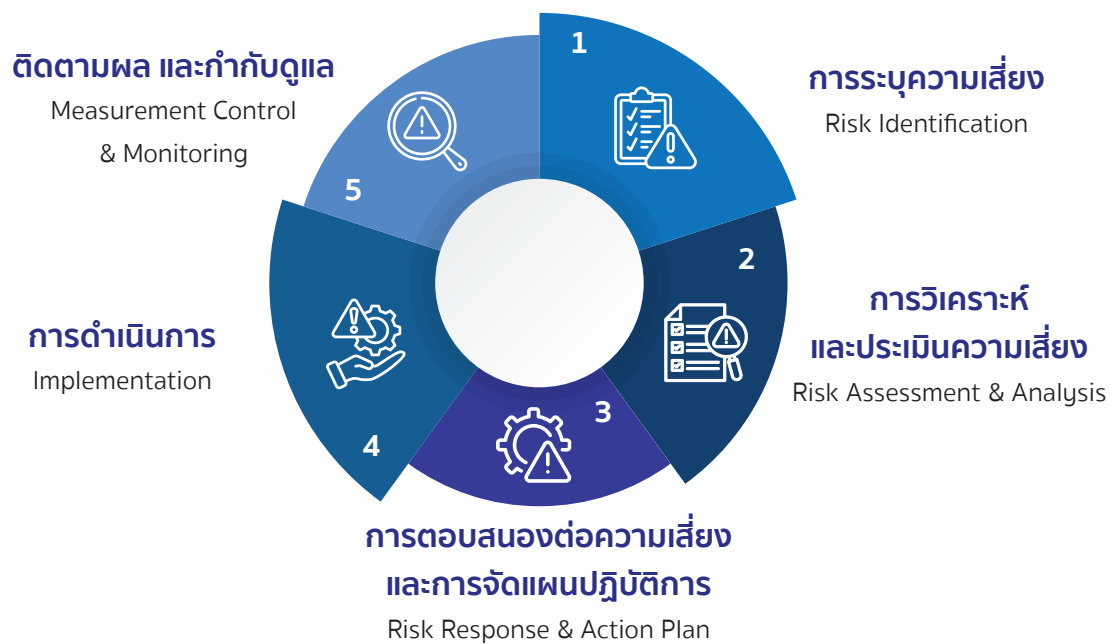 1
การระบุความเสี่ยง
Risk Identification
2
การวิเคราะห์
และประเมินความเสี่ยง
Risk Assessment & Analysis
3
การตอบสนองต่อความเสี่ยง
และการจัดแผนปฏิบัติการ
Risk Response & Action Plan
4
การดำเนินการ
Implementation
5
ติดตามผล และกำกับดูแล
Measurement Control
& Monitoring